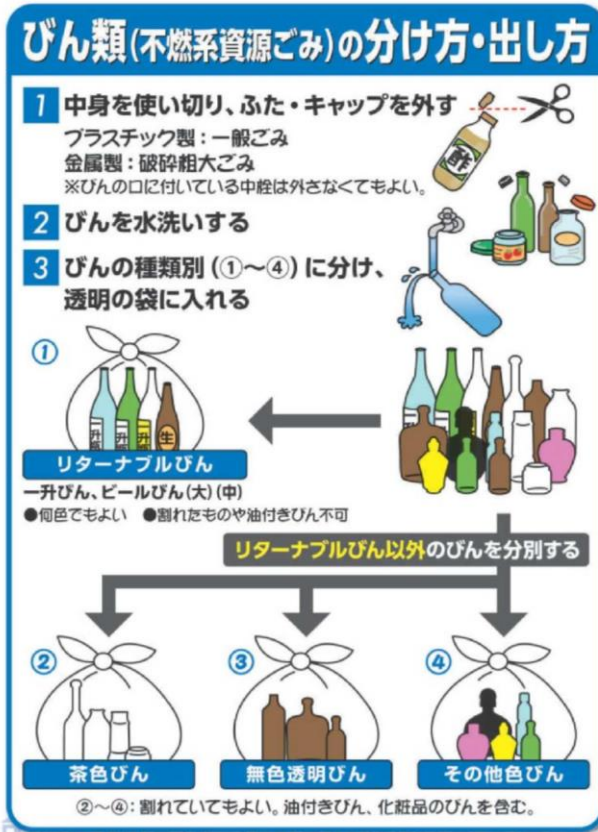 びん類(不燃系資源ごみ)の分け方・出し方
1 中身を使い切り、ふた・キャップを外す
プラスチック製:一般ごみ
金属製:破砕粗大ごみ
※びんの口に付いている中栓は外さなくてもよい。
酢
2 びんを水洗いする
3 びんの種類別(①～④)に分け、
透明の袋に入れる
①
生
リターナブルびん
一升びん、ビールびん(大)(中)
●何色でもよい ●割れたものや油付きびん不可
リターナブルびん以外のびんを分別する
② ③ ④
茶色びん 無色透明びん その他色びん
②～④:割れていてもよい。油付きびん、化粧品のびんを含む。